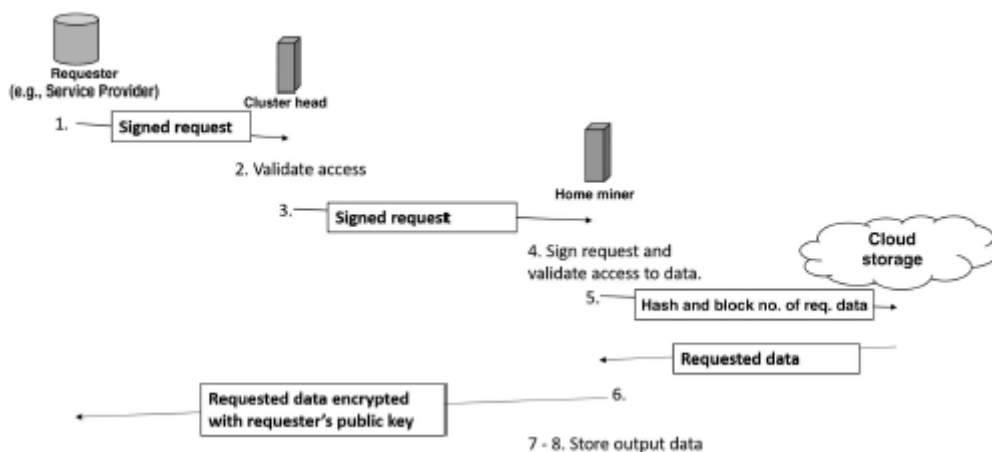 Requester
(e.g., Service Provider)
Cluster head
1.
Signed request
2. Validate access
Home miner
3.
Signed request
Cloud
storage
4. Sign request and
validate access to data.
5.
Hash and block no. of req. data
Requested data
6.
Requested data encrypted
with requester's public key
7 - 8. Store output data